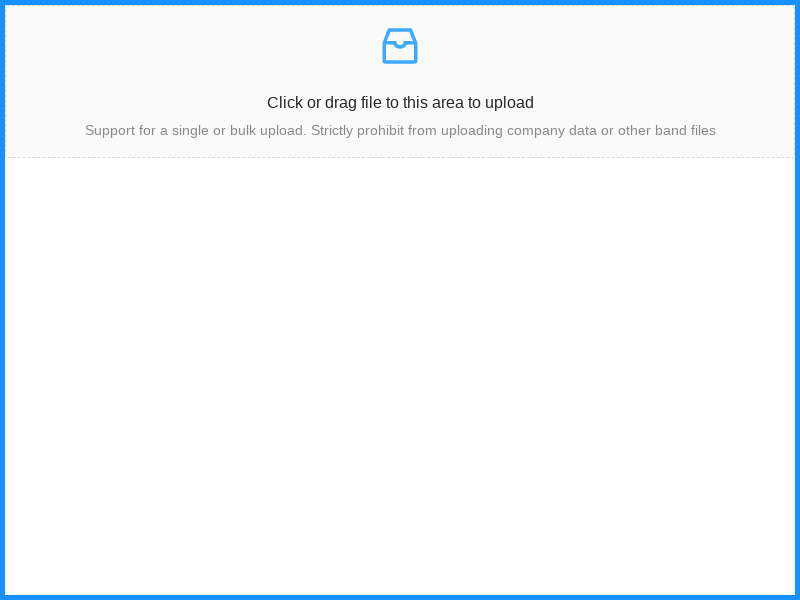 Click or drag file to this area to upload
Support for a single or bulk upload. Strictly prohibit from uploading company data or other band files